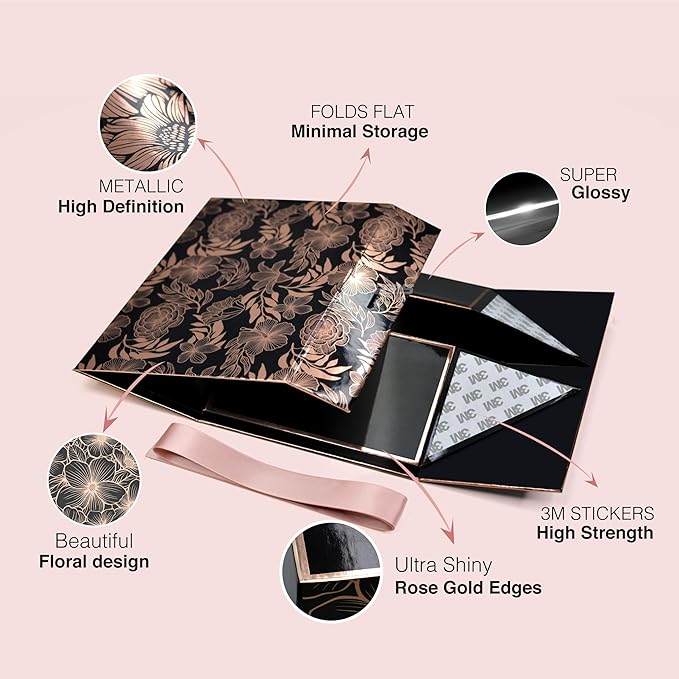 FOLDS FLAT
Minimal Storage
METALLIC
High Definition
SUPER
Glossy
3M 3M 3M
3M STICKERS
High Strength
Beautiful
Floral design
Ultra Shiny
Rose Gold Edges